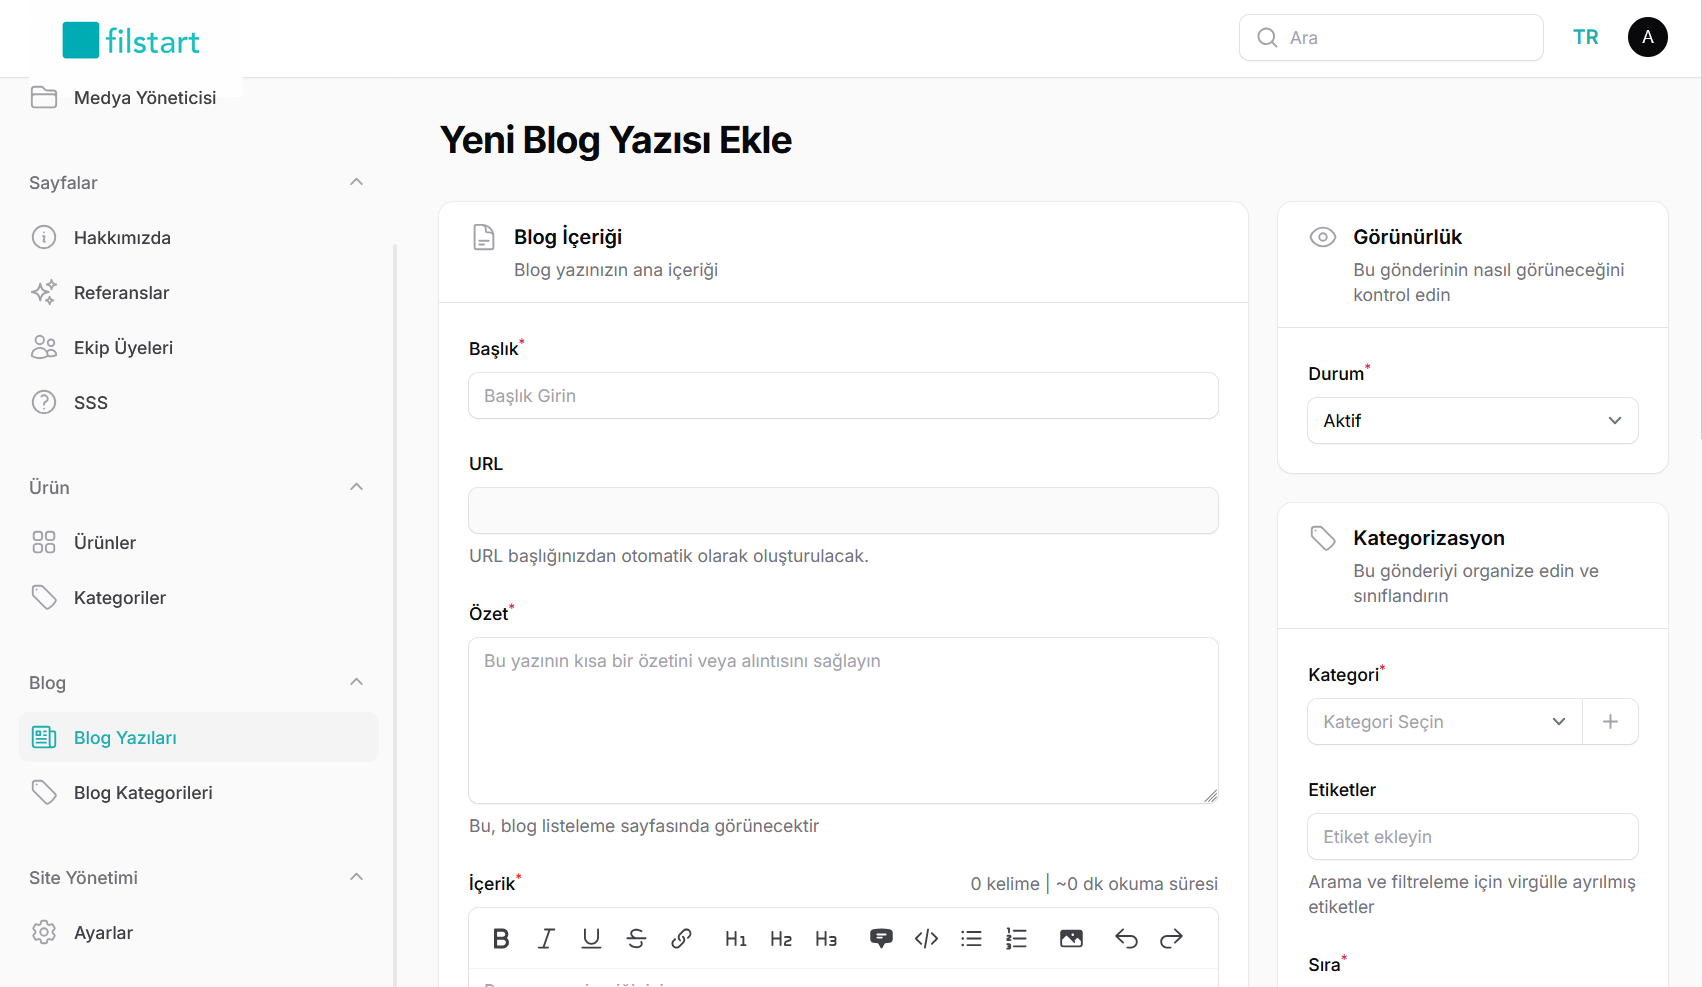 filstart
Ara
TR
A
Medya Yöneticisi
Sayfalar
Hakkımızda
Referanslar
Ekip Üyeleri
SSS
Ürün
Ürünler
Kategoriler
Blog
Blog Yazıları
Blog Kategorileri
Site Yönetimi
Ayarlar
Yeni Blog Yazısı Ekle
Blog İçeriği
Blog yazınızın ana içeriği
Başlık*
Başlık Girin
URL
URL başlığınızdan otomatik olarak oluşturulacak.
Özet*
Bu yazının kısa bir özetini veya alıntısını sağlayın
Bu, blog listeleme sayfasında görünecektir
İçerik*
0 kelime | ~0 dk okuma süresi
B I U S H1 H2 H3
Görünürlük
Bu gönderinin nasıl görüneceğini
kontrol edin
Durum*
Aktif
Kategorizasyon
Bu gönderiyi organize edin ve
sınıflandırın
Kategori*
Kategori Seçin
Etiketler
Etiket ekleyin
Arama ve filtreleme için virgülle ayrılmış
etiketler
Sıra*